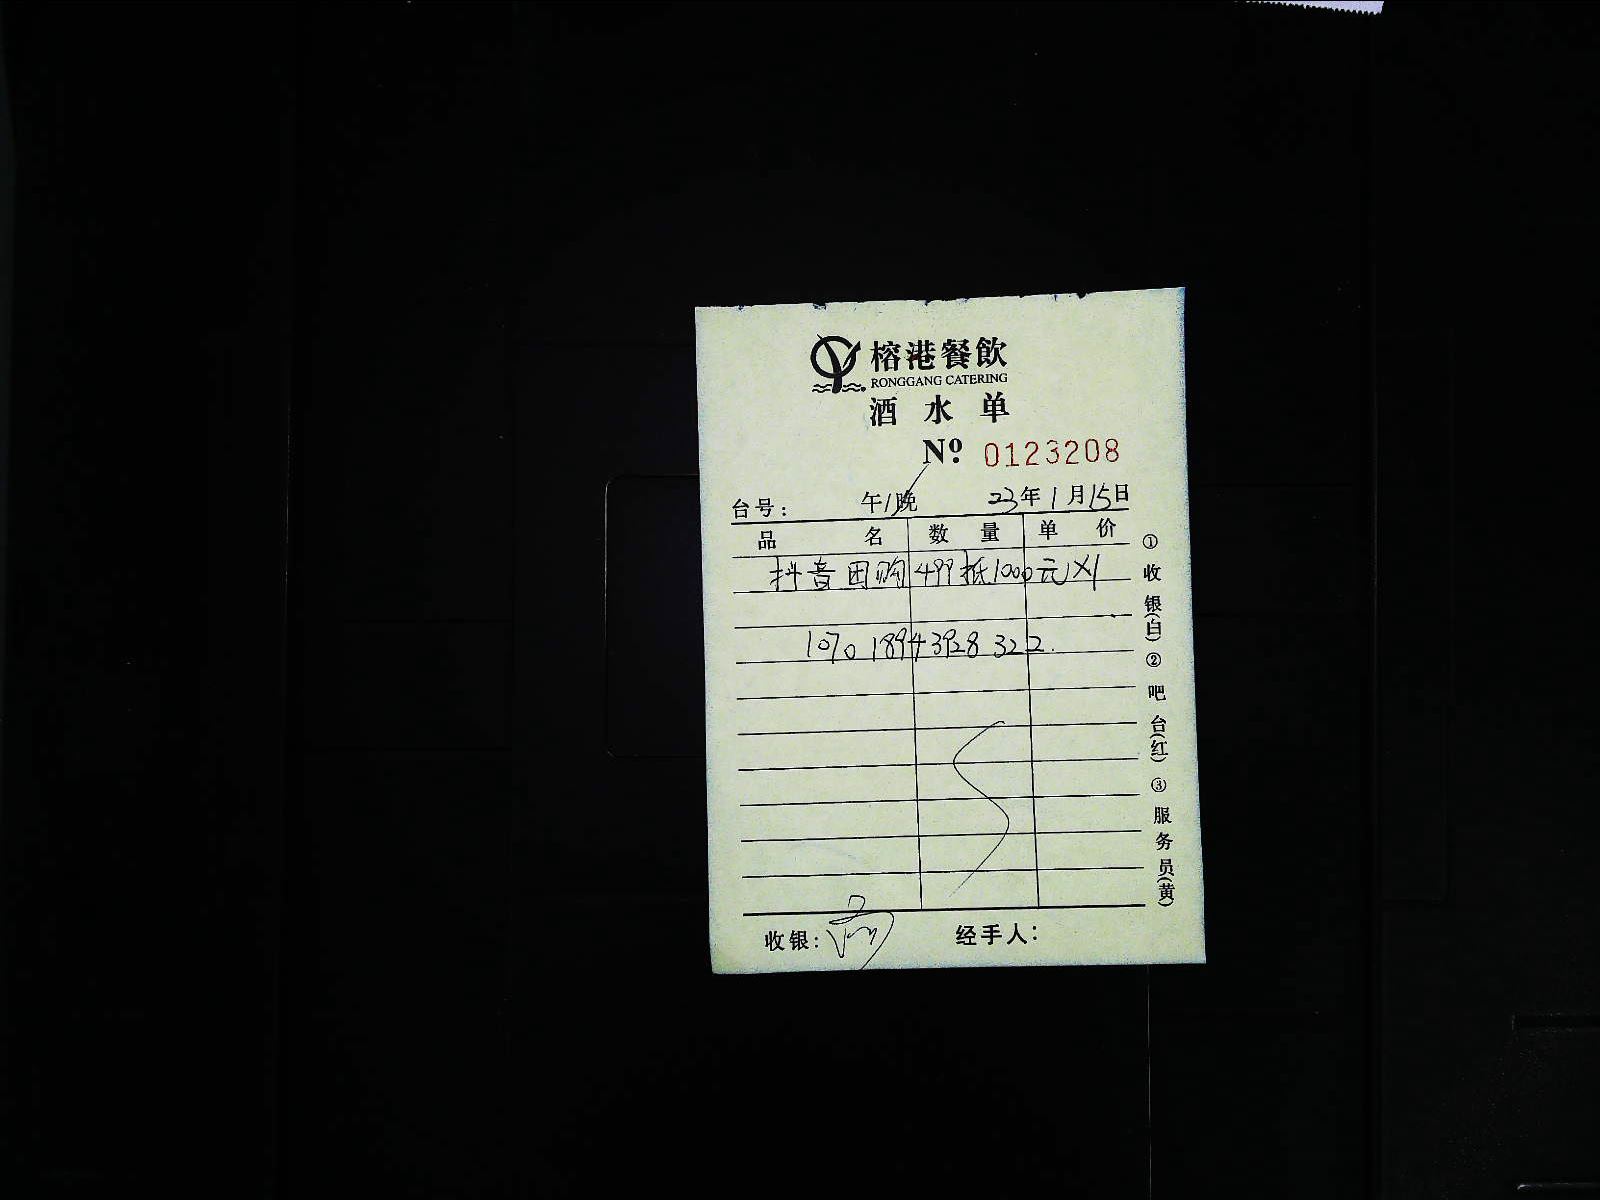 榕港餐飲
RONGGANG CATERING
酒水单
Nº 0123208
台号: 午/晚 23年1月15日
品名 数量 单价
抖音团购499抵1000元X1
1070 1894 3928 322.
收银: 经手人:
①收银(白)②吧台(红)③服务员(黄)